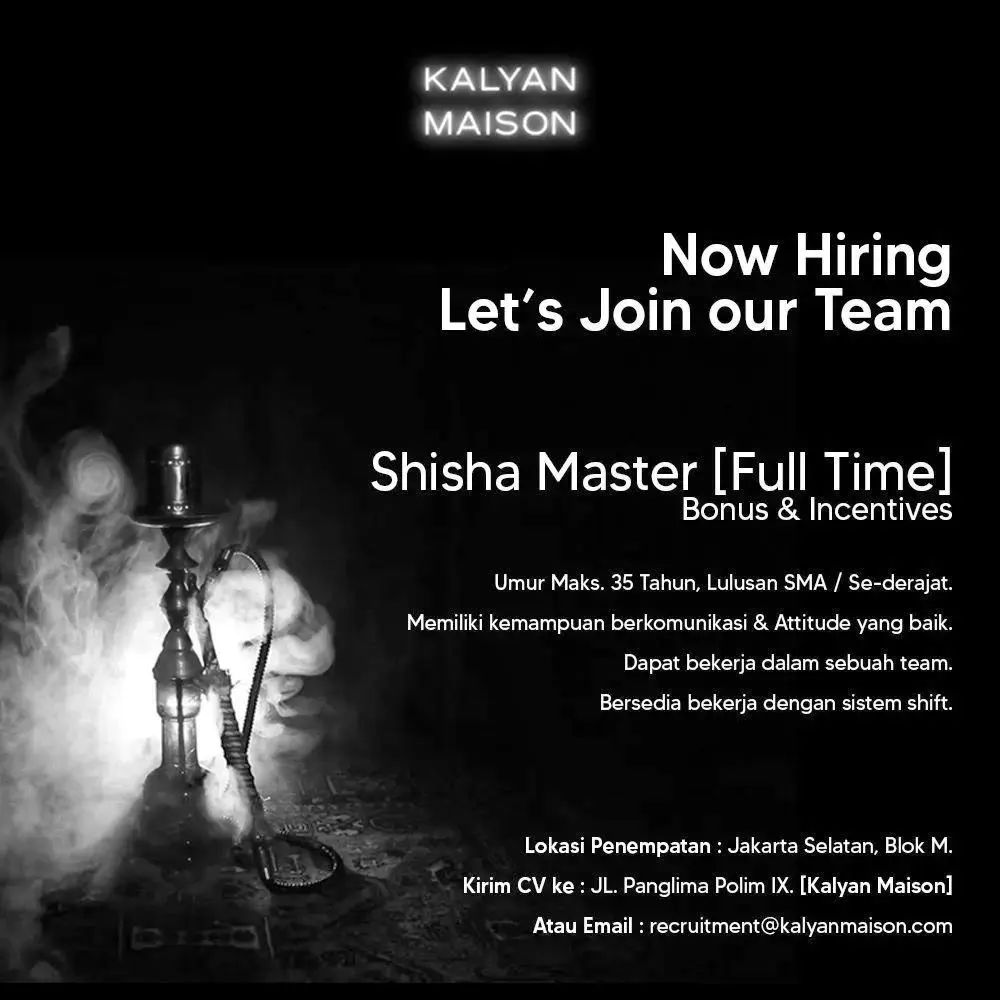 KALYAN
MAISON
Now Hiring
Let's Join our Team
Shisha Master [Full Time]
Bonus & Incentives
Umur Maks. 35 Tahun, Lulusan SMA / Se-derajat.
Memiliki kemampuan berkomunikasi & Attitude yang baik.
Dapat bekerja dalam sebuah team.
Bersedia bekerja dengan sistem shift.
Lokasi Penempatan : Jakarta Selatan, Blok M.
Kirim CV ke : JL. Panglima Polim IX. [Kalyan Maison]
Atau Email : recruitment@kalyanmaison.com